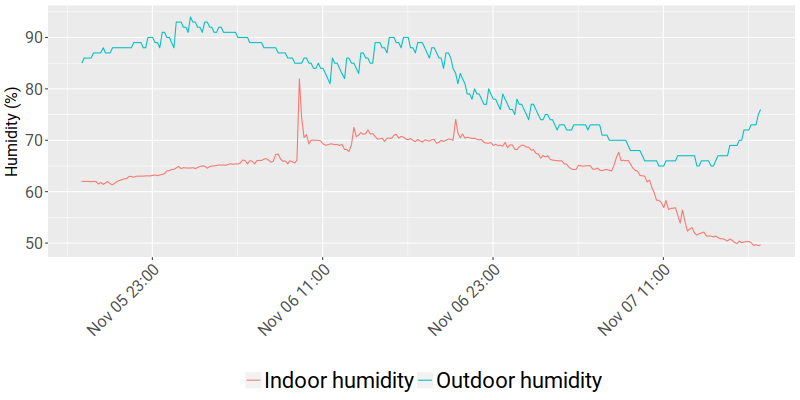 Humidity (%)
90
80
70
60
50
Nov 05 23:00
Nov 06 11:00
Nov 06 23:00
Nov 07 11:00
Indoor humidity Outdoor humidity